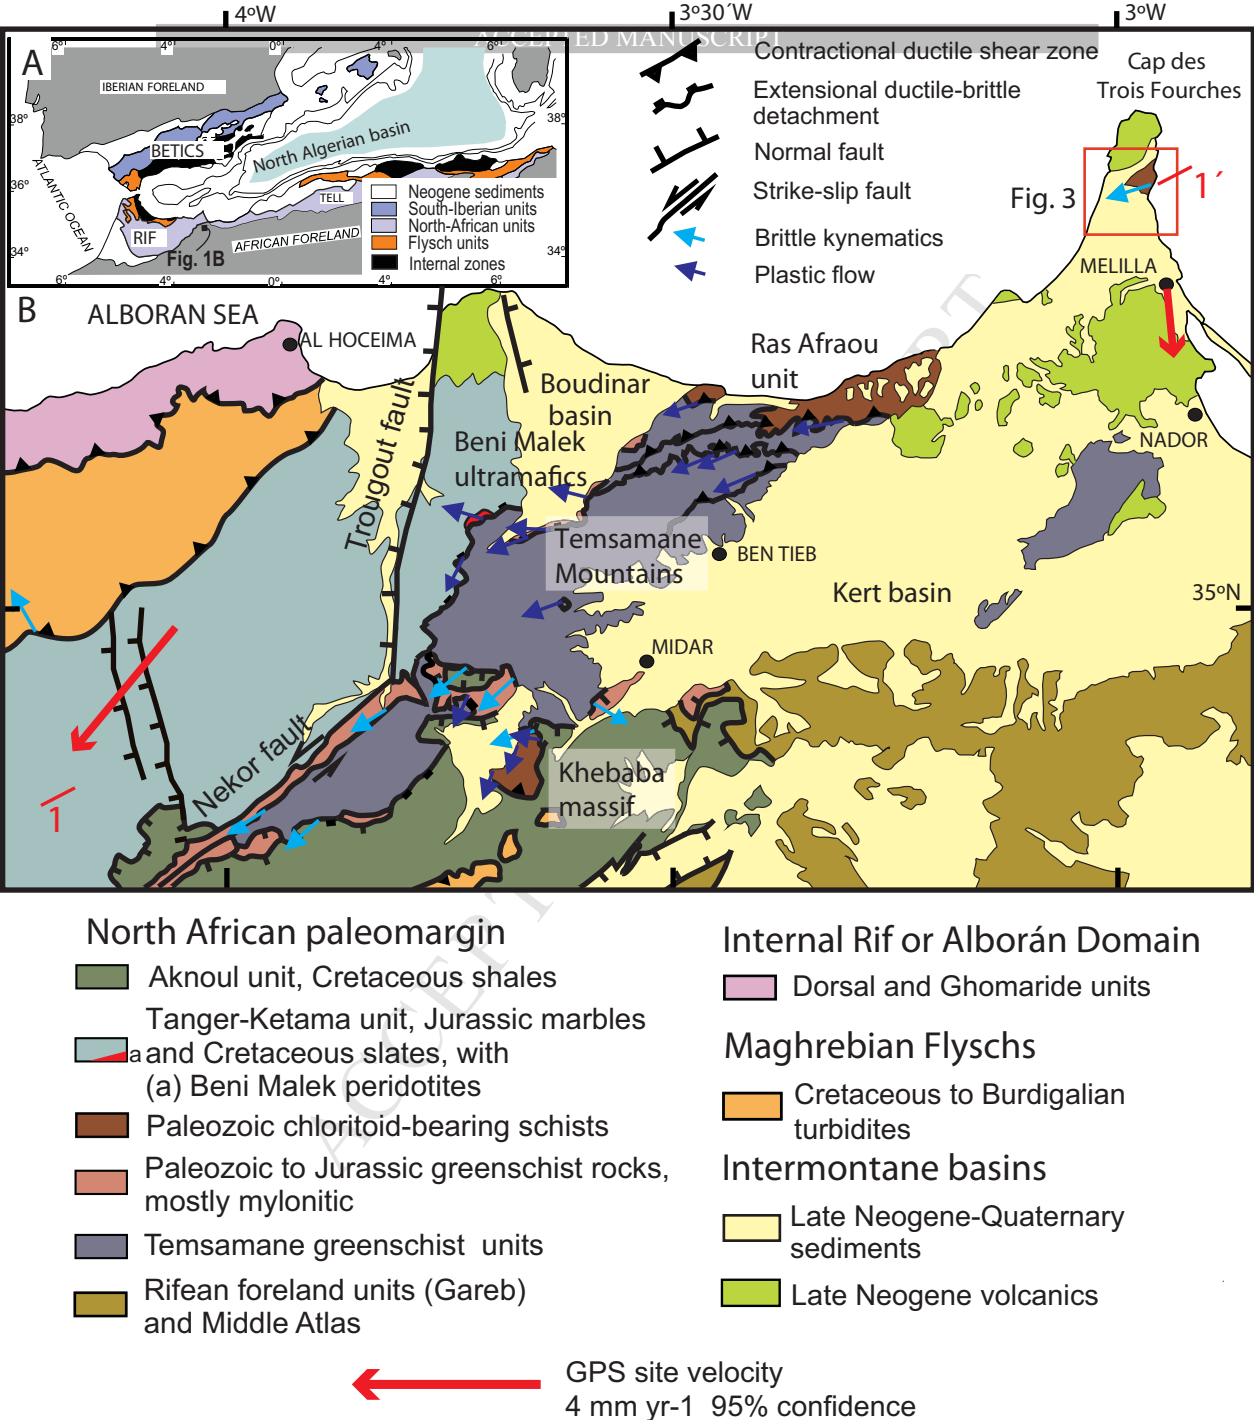 4ºW
3º30´W
3ºW
ACCEPTED MANUSCRIPT
A
6º
4º
0º
4º
6º
IBERIAN FORELAND
38º
38º
BETICS
North Algerian basin
ATLANTIC OCEAN
36º
36º
TELL
RIF
AFRICAN FORELAND
Fig. 1B
34º
34º
6º
4º
0º
4º
6º
Neogene sediments
South-Iberian units
North-African units
Flysch units
Internal zones
Contractional ductile shear zone
Extensional ductile-brittle
detachment
Normal fault
Strike-slip fault
Brittle kynematics
Plastic flow
Cap des
Trois Fourches
Fig. 3
1´
MELILLA
B
ALBORAN SEA
AL HOCEIMA
Ras Afraou
unit
Boudinar
basin
Trougout fault
Beni Malek
ultramafics
NADOR
Temsamane
Mountains
BEN TIEB
Kert basin
35ºN
MIDAR
Nekor fault
Khebaba
massif
1
ACCEPT
North African paleomargin
Aknoul unit, Cretaceous shales
Tanger-Ketama unit, Jurassic marbles
a and Cretaceous slates, with
(a) Beni Malek peridotites
Paleozoic chloritoid-bearing schists
Paleozoic to Jurassic greenschist rocks,
mostly mylonitic
Temsamane greenschist units
Rifean foreland units (Gareb)
and Middle Atlas
Internal Rif or Alborán Domain
Dorsal and Ghomaride units
Maghrebian Flyschs
Cretaceous to Burdigalian
turbidites
Intermontane basins
Late Neogene-Quaternary
sediments
Late Neogene volcanics
GPS site velocity
4 mm yr-1 95% confidence